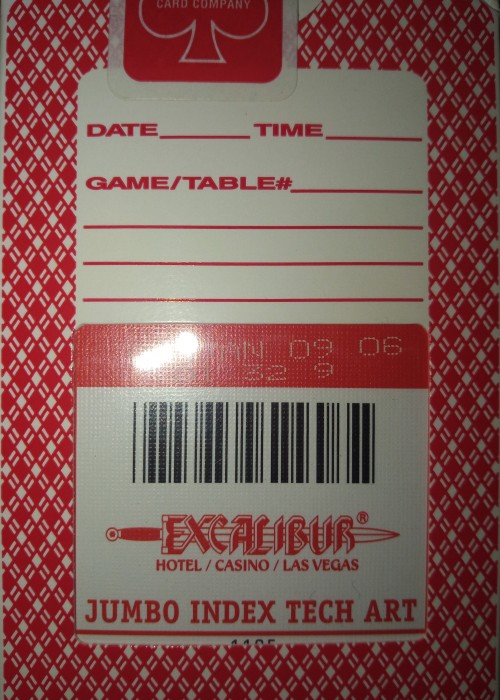 CARD COMPANY
DATE TIME
GAME/TABLE#
09 06
32 9
EXCALIBUR®
HOTEL / CASINO / LAS VEGAS
JUMBO INDEX TECH ART